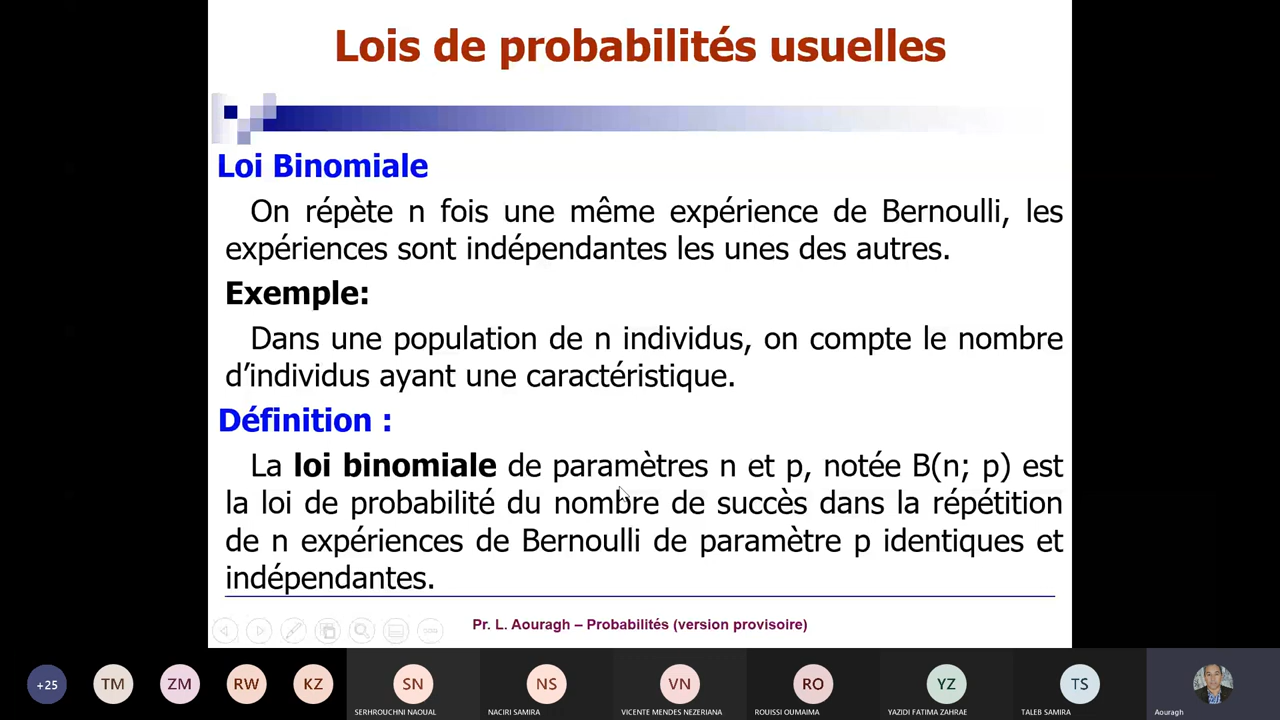 Lois de probabilités usuelles
Loi Binomiale
On répète n fois une même expérience de Bernoulli, les
expériences sont indépendantes les unes des autres.
Exemple:
Dans une population de n individus, on compte le nombre
d’individus ayant une caractéristique.
Définition :
La loi binomiale de paramètres n et p, notée B(n; p) est
la loi de probabilité du nombre de succès dans la répétition
de n expériences de Bernoulli de paramètre p identiques et
indépendantes.
Pr. L. Aouragh – Probabilités (version provisoire)
+25 TM ZM RW KZ SN NS VN RO YZ TS
SERHROUCHNI NAOUAL NACIRI SAMIRA VICENTE MENDES NEZERIANA ROUISSI OUMAIMA YAZIDI FATIMA ZAHRAE TALEB SAMIRA Aouragh